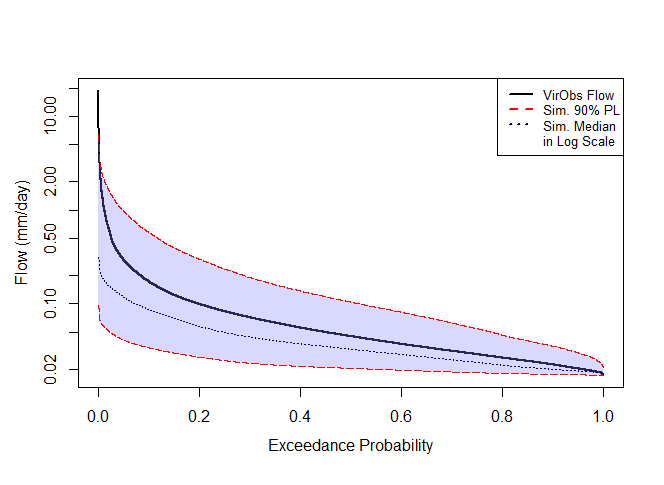 VirObs Flow
Sim. 90% PL
Sim. Median
in Log Scale
Flow (mm/day)
10.00
2.00
0.50
0.10
0.02
0.0 0.2 0.4 0.6 0.8 1.0
Exceedance Probability